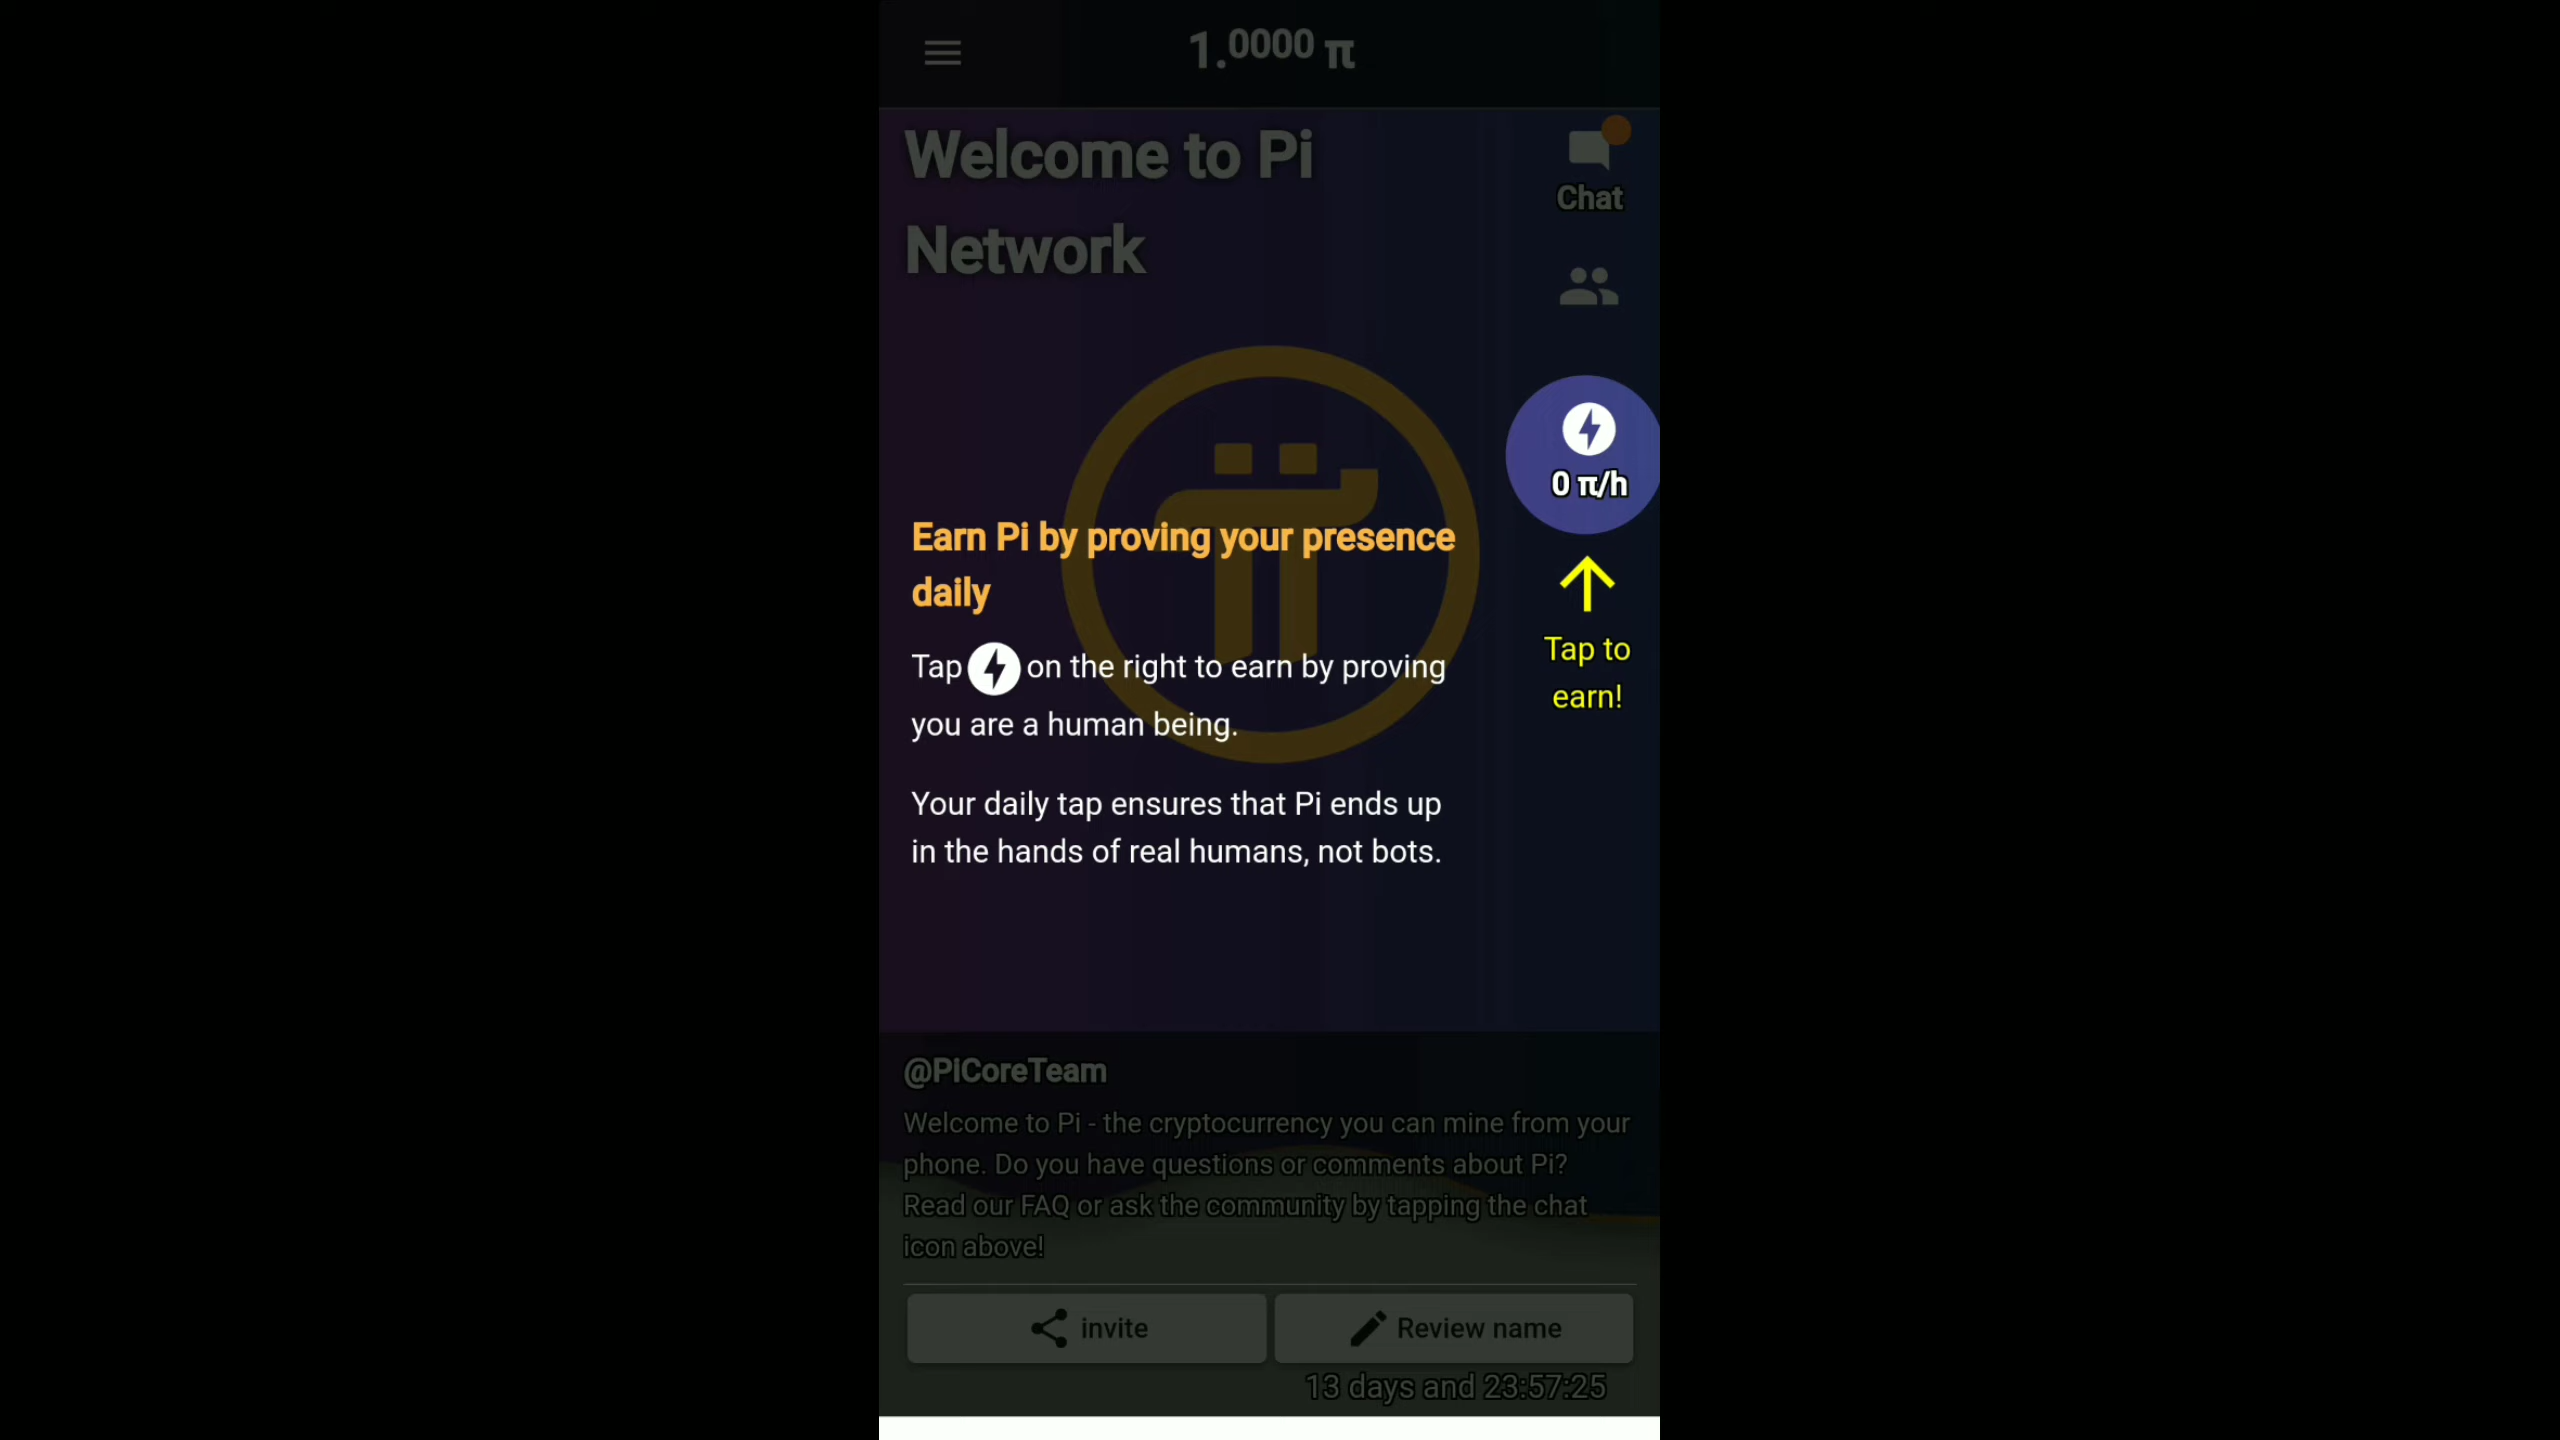 1.0000 π
Welcome to Pi
Network
Chat
0 π/h
Tap to
earn!
Earn Pi by proving your presence
daily
Tap on the right to earn by proving
you are a human being.
Your daily tap ensures that Pi ends up
in the hands of real humans, not bots.
@PiCoreTeam
Welcome to Pi - the cryptocurrency you can mine from your
phone. Do you have questions or comments about Pi?
Read our FAQ or ask the community by tapping the chat
icon above!
invite
Review name
13 days and 23:57:25